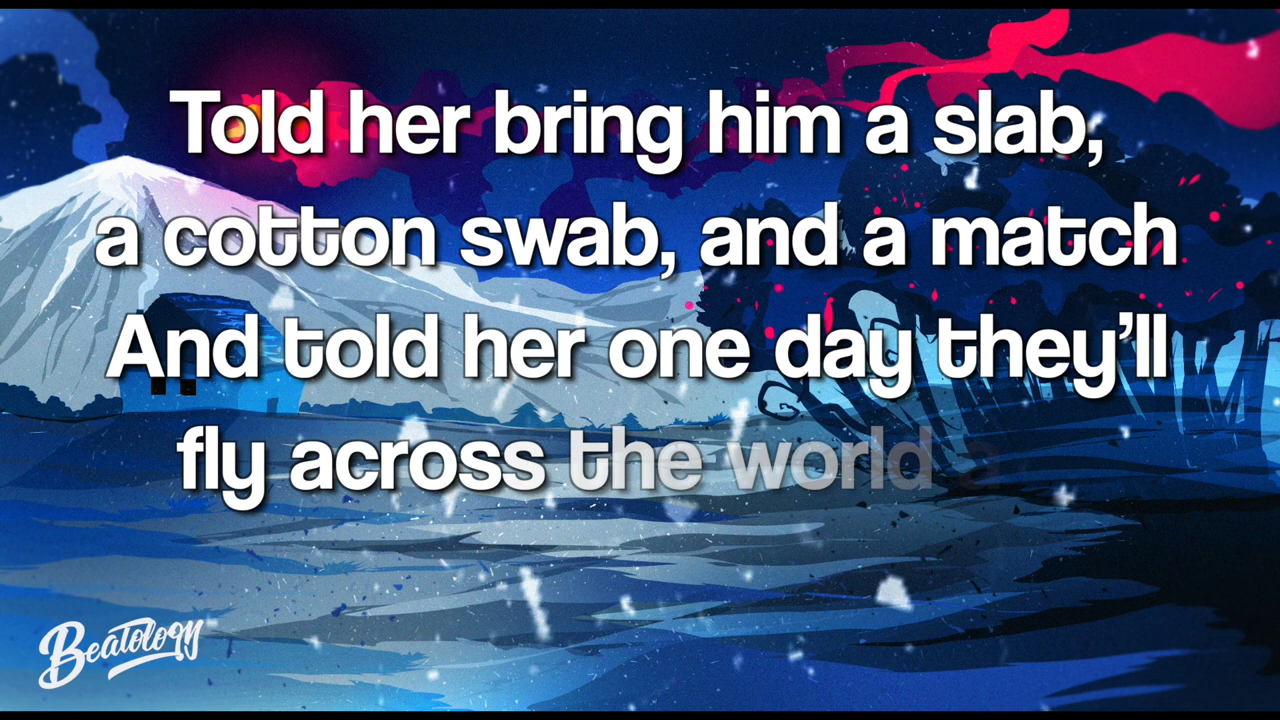 Told her bring him a slab,
a cotton swab, and a match
And told her one day they’ll
fly across the world a
Beatology